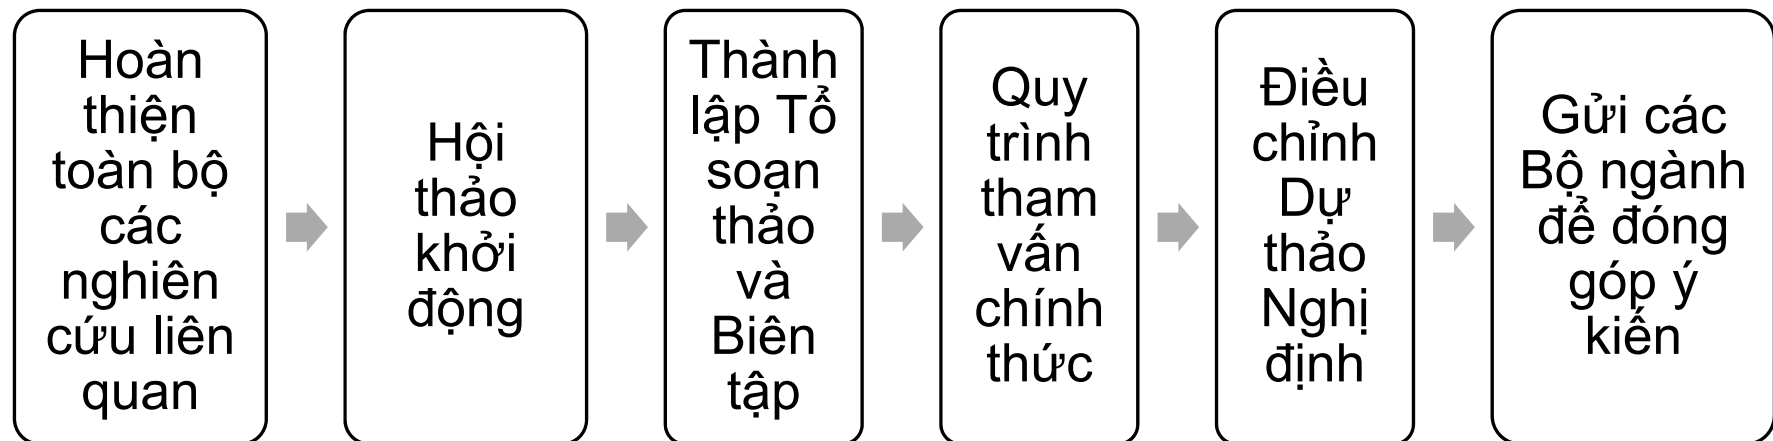 Hoàn
thiện
toàn bộ
các
nghiên
cứu liên
quan
Hội
thảo
khởi
động
Thành
lập Tổ
soạn
thảo
và
Biên
tập
Quy
trình
tham
vấn
chính
thức
Điều
chỉnh
Dự
thảo
Nghị
định
Gửi các
Bộ ngành
để đóng
góp ý
kiến